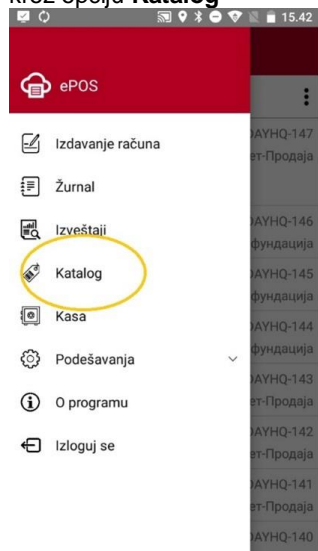 kroz opciju Katalog
15.42
ePOS
Izdavanje računa
Žurnal
Izveštaji
Katalog
Kasa
Podešavanja
O programu
Izloguj se
DAYHQ-147
ет-Продаја
DAYHQ-146
фундација
DAYHQ-145
фундација
DAYHQ-144
фундација
DAYHQ-143
ет-Продаја
DAYHQ-142
ет-Продаја
DAYHQ-141
ет-Продаја
DAYHQ-140